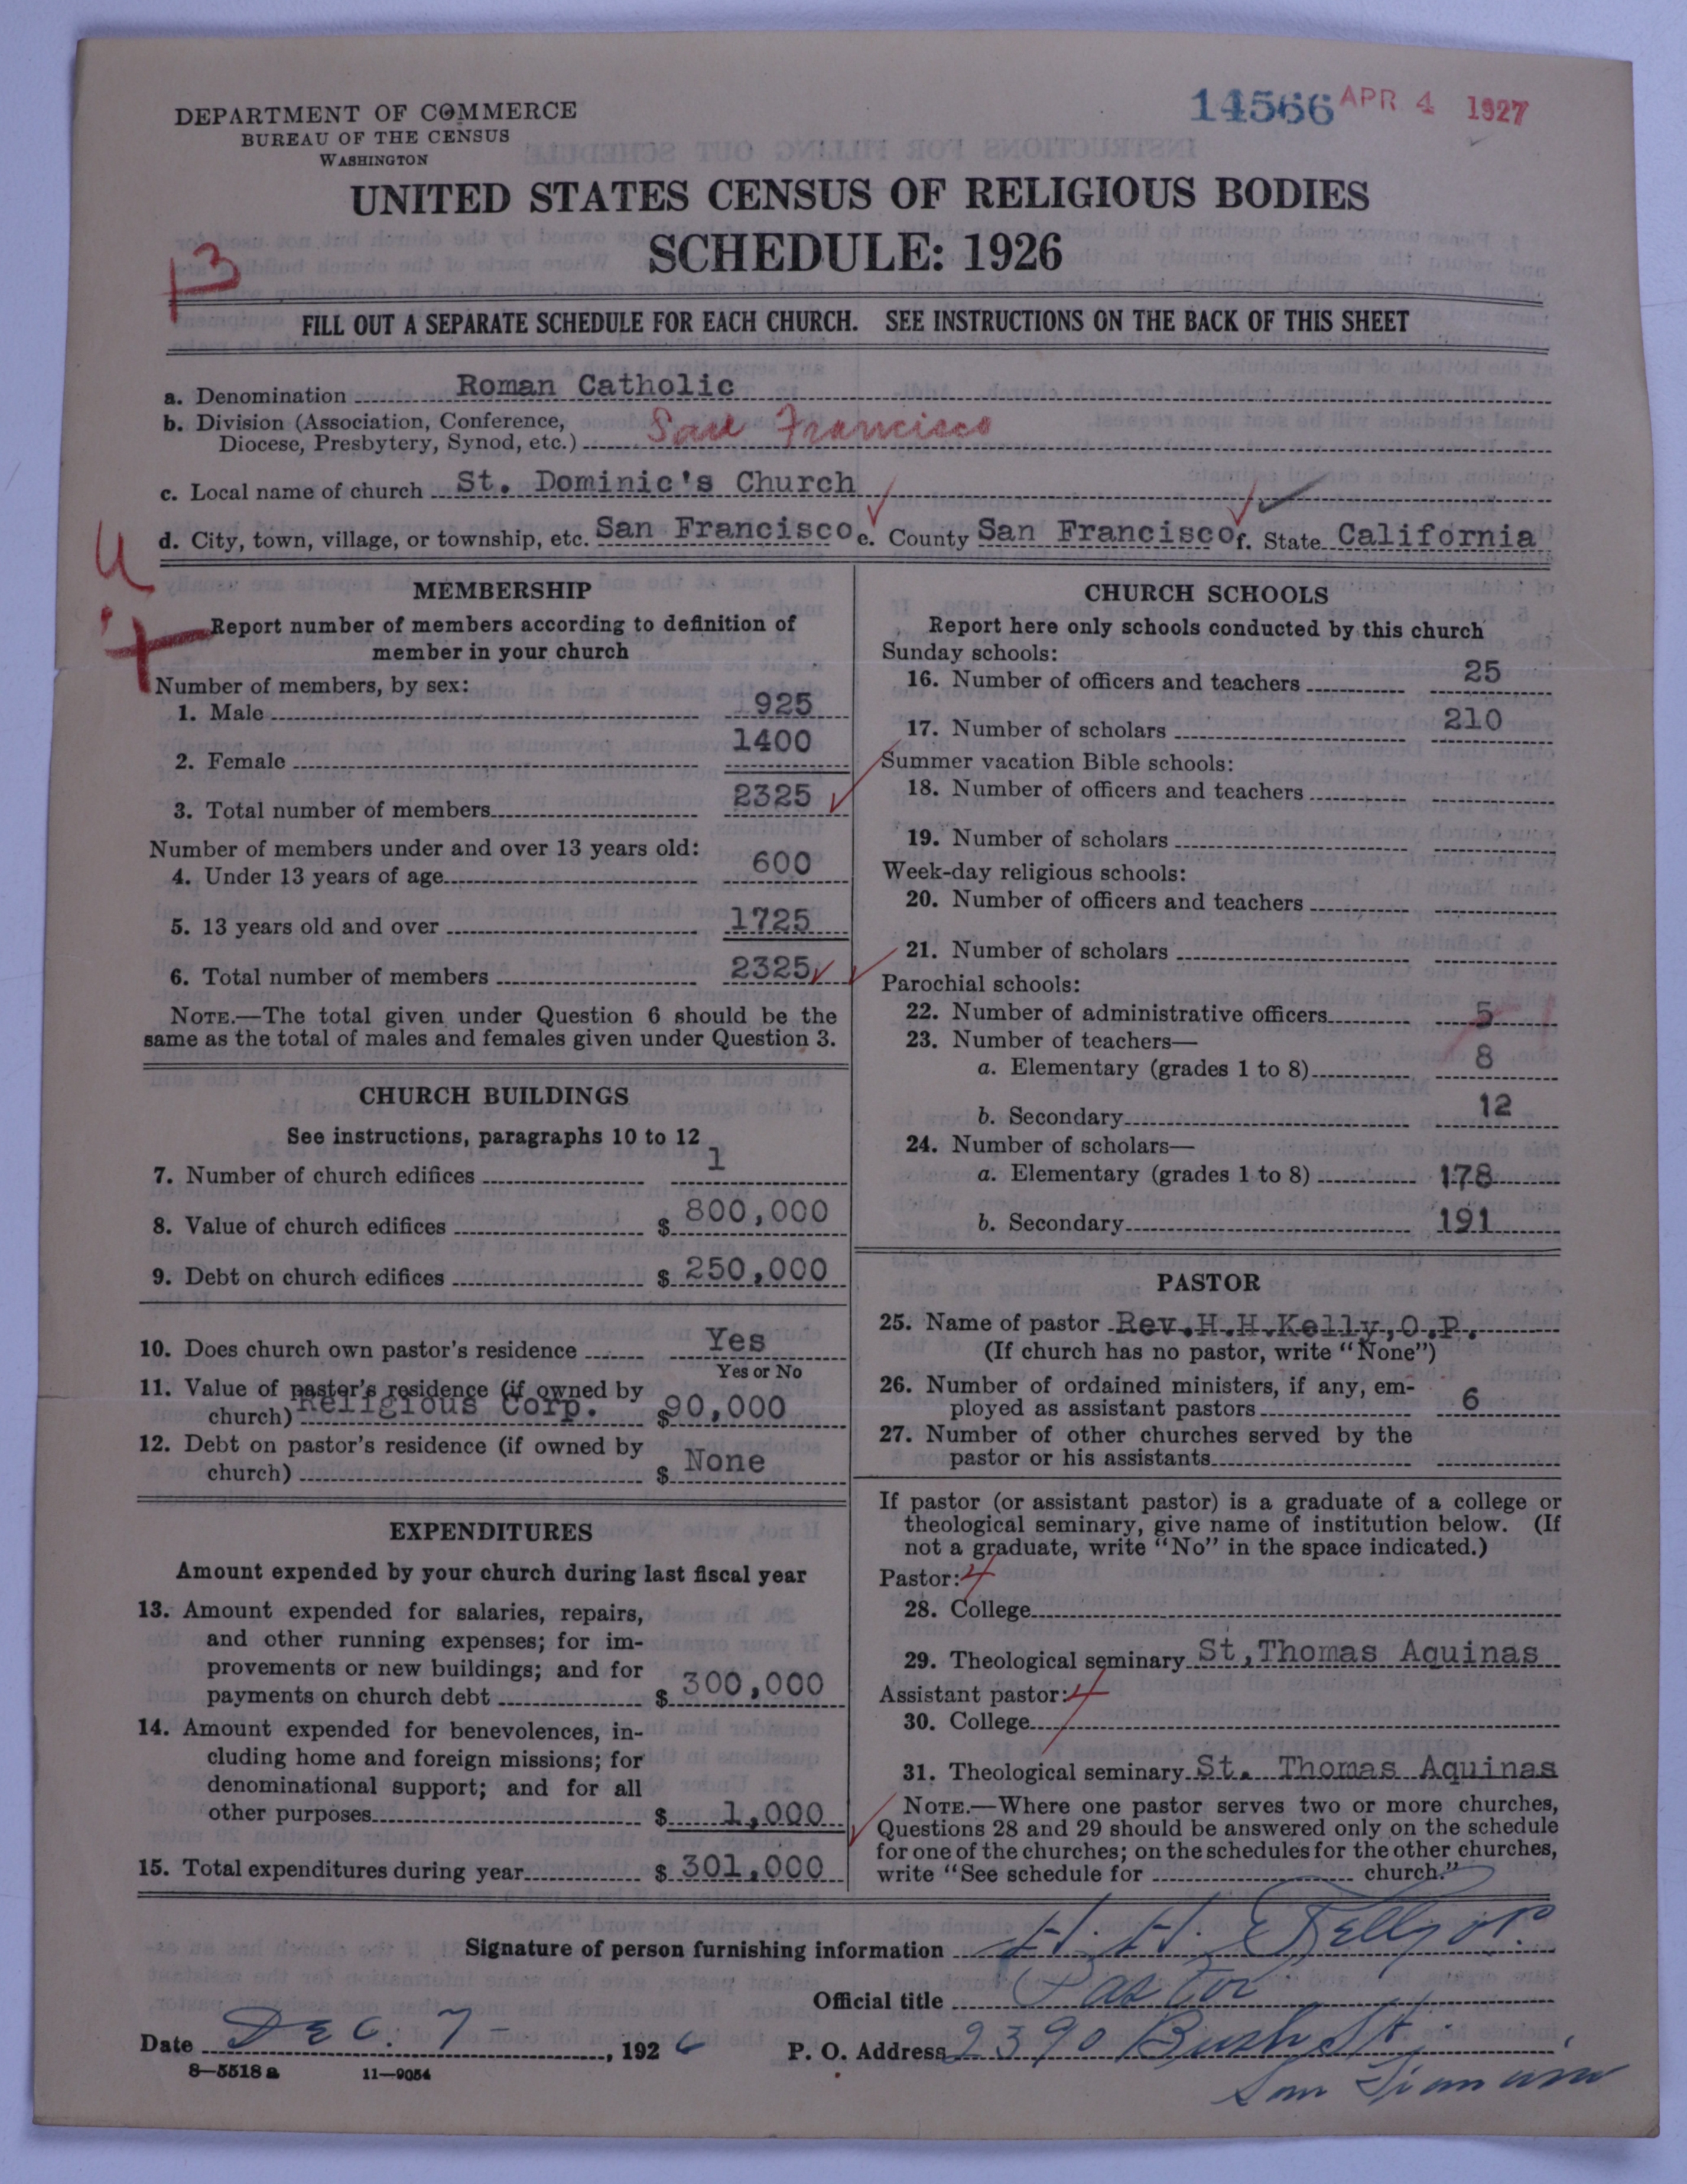 DEPARTMENT OF COMMERCE
BUREAU OF THE CENSUS
WASHINGTON
14566 APR 4 1927
UNITED STATES CENSUS OF RELIGIOUS BODIES
SCHEDULE: 1926
13
FILL OUT A SEPARATE SCHEDULE FOR EACH CHURCH. SEE INSTRUCTIONS ON THE BACK OF THIS SHEET
a. Denomination Roman Catholic
b. Division (Association, Conference,
Diocese, Presbytery, Synod, etc.) San Francisco
c. Local name of church St. Dominic's Church
d. City, town, village, or township, etc. San Francisco e. County San Francisco f. State California
U
MEMBERSHIP
Report number of members according to definition of
member in your church
Number of members, by sex:
1. Male 925
2. Female 1400
3. Total number of members 2325
Number of members under and over 13 years old:
4. Under 13 years of age 600
5. 13 years old and over 1725
6. Total number of members 2325
NOTE.—The total given under Question 6 should be the
same as the total of males and females given under Question 3.
CHURCH BUILDINGS
See instructions, paragraphs 10 to 12
7. Number of church edifices 1
8. Value of church edifices $ 800,000
9. Debt on church edifices $ 250,000
10. Does church own pastor's residence Yes
Yes or No
11. Value of pastor's residence (if owned by
church) Religious Corp. $90,000
12. Debt on pastor's residence (if owned by
church) $ None
EXPENDITURES
Amount expended by your church during last fiscal year
13. Amount expended for salaries, repairs,
and other running expenses; for im-
provements or new buildings; and for
payments on church debt $ 300,000
14. Amount expended for benevolences, in-
cluding home and foreign missions; for
denominational support; and for all
other purposes $ 1,000
15. Total expenditures during year $ 301,000
CHURCH SCHOOLS
Report here only schools conducted by this church
Sunday schools:
16. Number of officers and teachers 25
17. Number of scholars 210
Summer vacation Bible schools:
18. Number of officers and teachers
19. Number of scholars
Week-day religious schools:
20. Number of officers and teachers
21. Number of scholars
Parochial schools:
22. Number of administrative officers 5 1
23. Number of teachers—
a. Elementary (grades 1 to 8) 8
b. Secondary 12
24. Number of scholars—
a. Elementary (grades 1 to 8) 178
b. Secondary 191
PASTOR
25. Name of pastor Rev.H.H.Kelly,O.P.
(If church has no pastor, write "None")
26. Number of ordained ministers, if any, em-
ployed as assistant pastors 6
27. Number of other churches served by the
pastor or his assistants
If pastor (or assistant pastor) is a graduate of a college or
theological seminary, give name of institution below. (If
not a graduate, write "No" in the space indicated.)
Pastor: 4
28. College
29. Theological seminary St,Thomas Aquinas
Assistant pastor: 4
30. College
31. Theological seminary St. Thomas Aquinas
NOTE.—Where one pastor serves two or more churches,
Questions 28 and 29 should be answered only on the schedule
for one of the churches; on the schedules for the other churches,
write "See schedule for church."
Signature of person furnishing information H. H. Kelly O.P.
Official title Pastor
Date Dec. 7 - , 1926 P. O. Address 2390 Bush St.
San Francisco
8—5518 a 11—9054